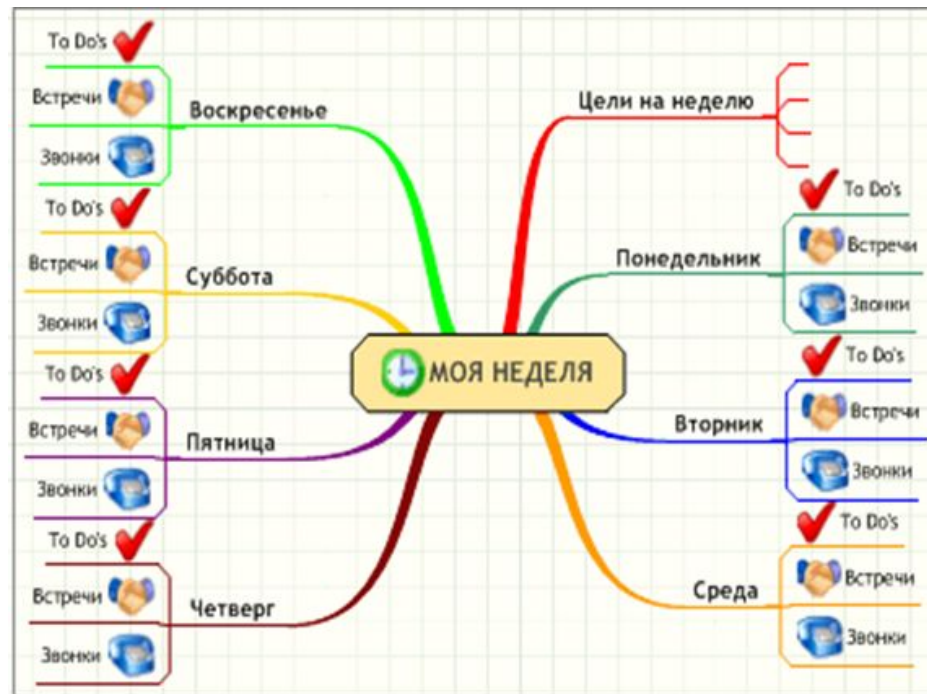 МОЯ НЕДЕЛЯ
Цели на неделю
Понедельник
To Do's
Встречи
Звонки
Вторник
To Do's
Встречи
Звонки
Среда
To Do's
Встречи
Звонки
Четверг
To Do's
Встречи
Звонки
Пятница
To Do's
Встречи
Звонки
Суббота
To Do's
Встречи
Звонки
Воскресенье
To Do's
Встречи
Звонки